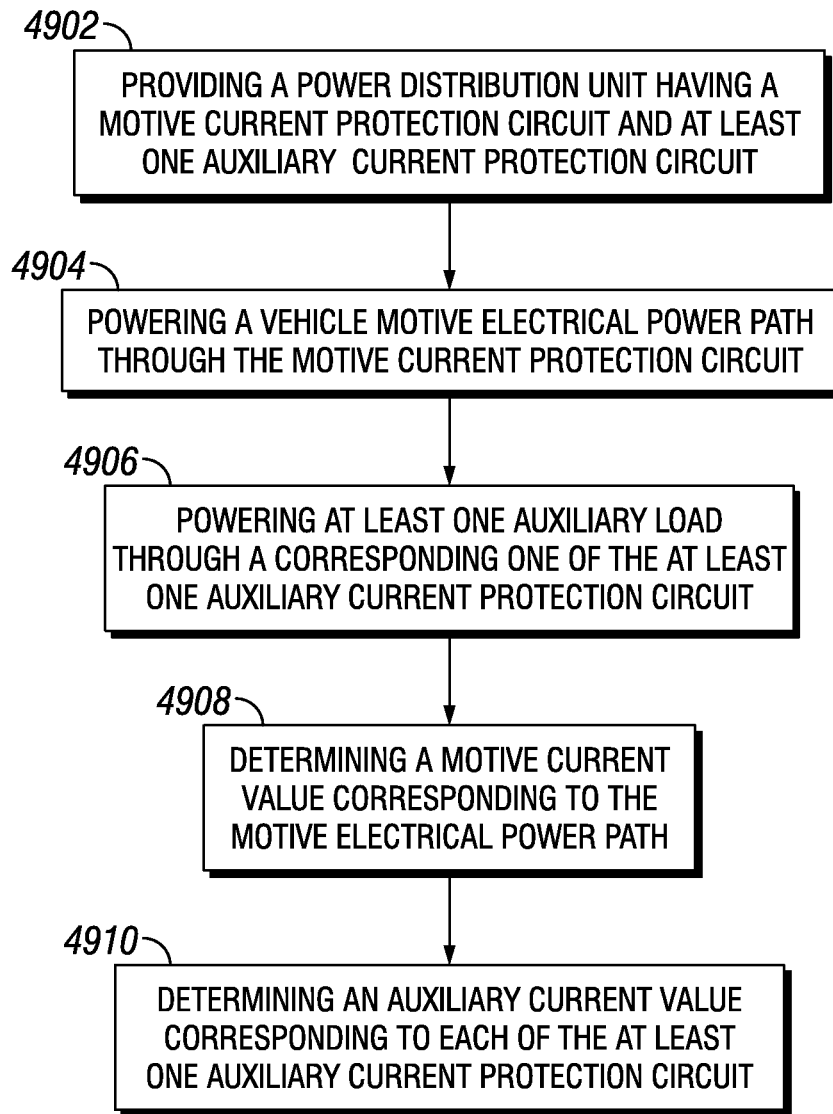 4902
PROVIDING A POWER DISTRIBUTION UNIT HAVING A
MOTIVE CURRENT PROTECTION CIRCUIT AND AT LEAST
ONE AUXILIARY CURRENT PROTECTION CIRCUIT
4904
POWERING A VEHICLE MOTIVE ELECTRICAL POWER PATH
THROUGH THE MOTIVE CURRENT PROTECTION CIRCUIT
4906
POWERING AT LEAST ONE AUXILIARY LOAD
THROUGH A CORRESPONDING ONE OF THE AT LEAST
ONE AUXILIARY CURRENT PROTECTION CIRCUIT
4908
DETERMINING A MOTIVE CURRENT
VALUE CORRESPONDING TO THE
MOTIVE ELECTRICAL POWER PATH
4910
DETERMINING AN AUXILIARY CURRENT VALUE
CORRESPONDING TO EACH OF THE AT LEAST
ONE AUXILIARY CURRENT PROTECTION CIRCUIT